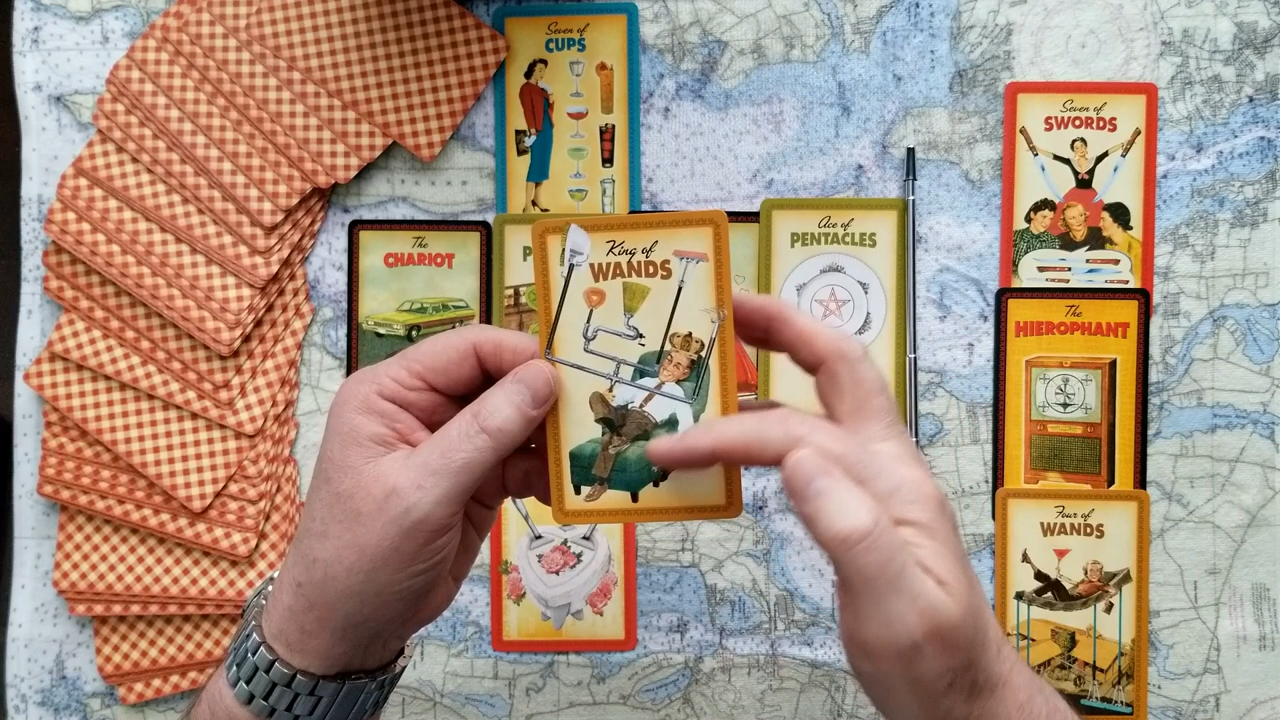 Seven of
CUPS
Seven of
SWORDS
The
CHARIOT
King of
WANDS
Ace of
PENTACLES
The
HIEROPHANT
Four of
WANDS